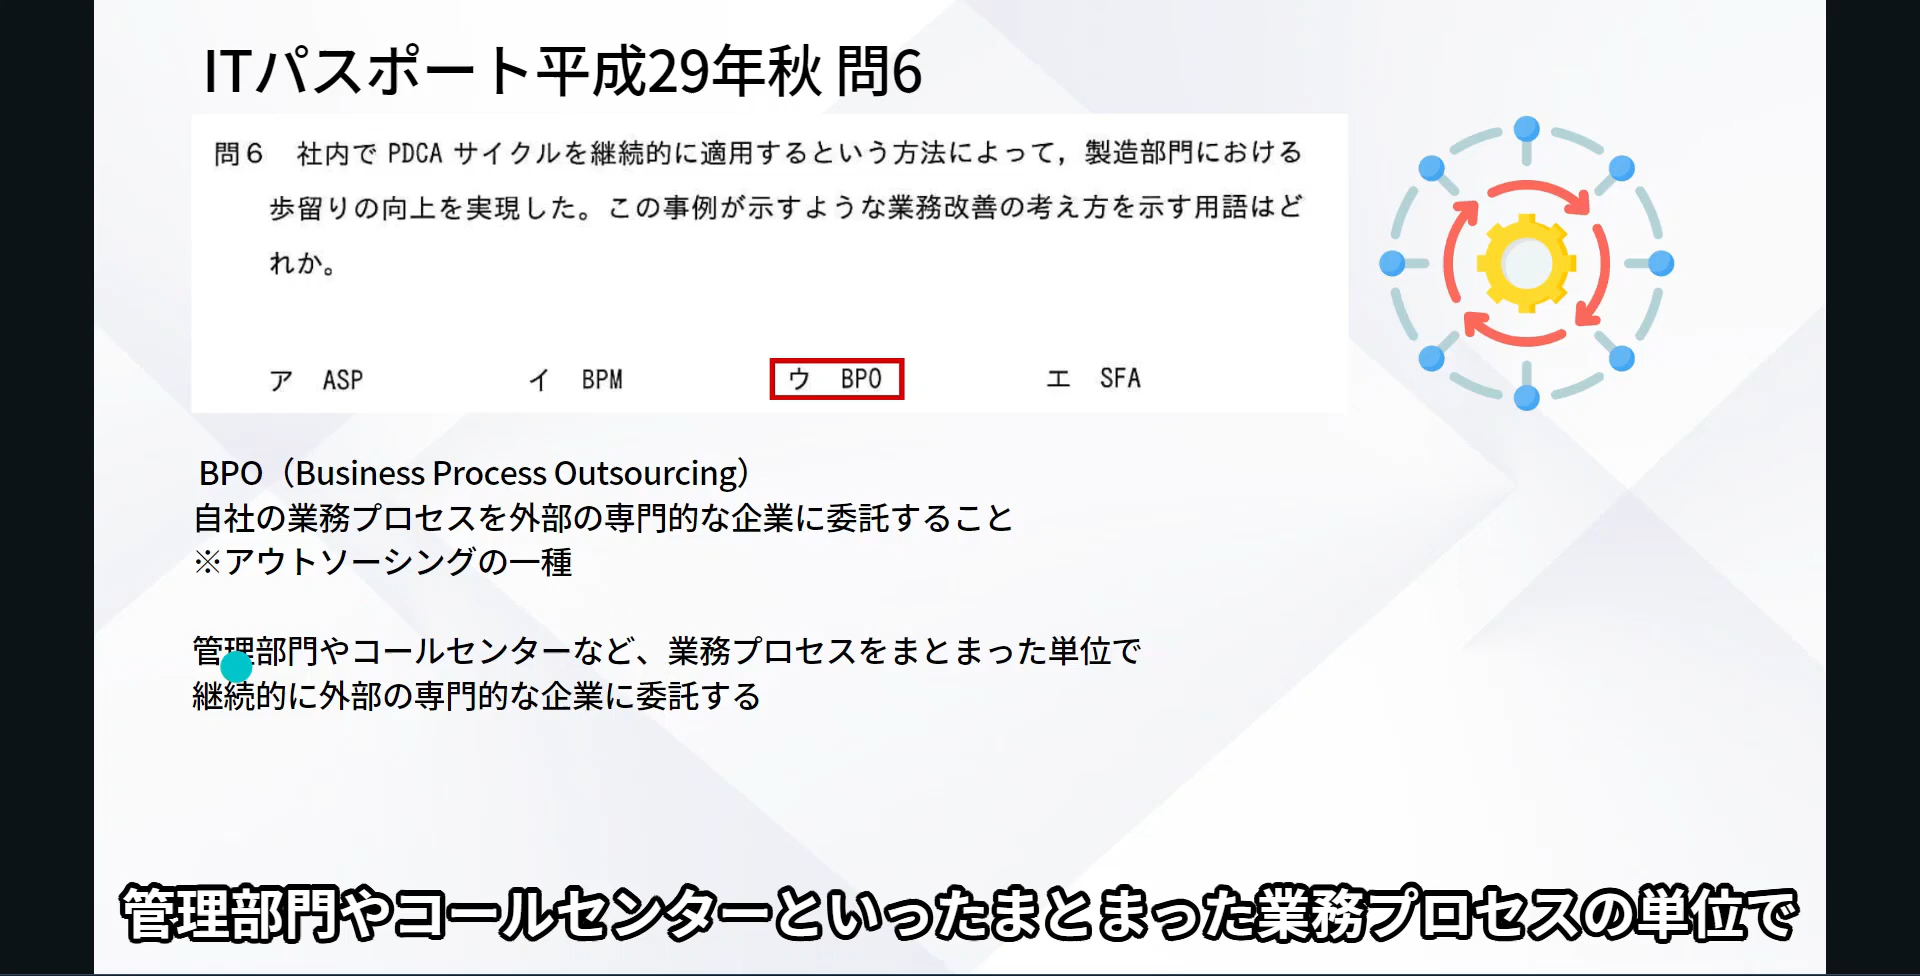 ITパスポート平成29年秋 問6
問6 社内で PDCA サイクルを継続的に適用するという方法によって，製造部門における
歩留りの向上を実現した。この事例が示すような業務改善の考え方を示す用語はど
れか。
ア ASP イ BPM ウ BPO エ SFA
BPO（Business Process Outsourcing）
自社の業務プロセスを外部の専門的な企業に委託すること
※アウトソーシングの一種
管理部門やコールセンターなど、業務プロセスをまとまった単位で
継続的に外部の専門的な企業に委託する
管理部門やコールセンターといったまとまった業務プロセスの単位で